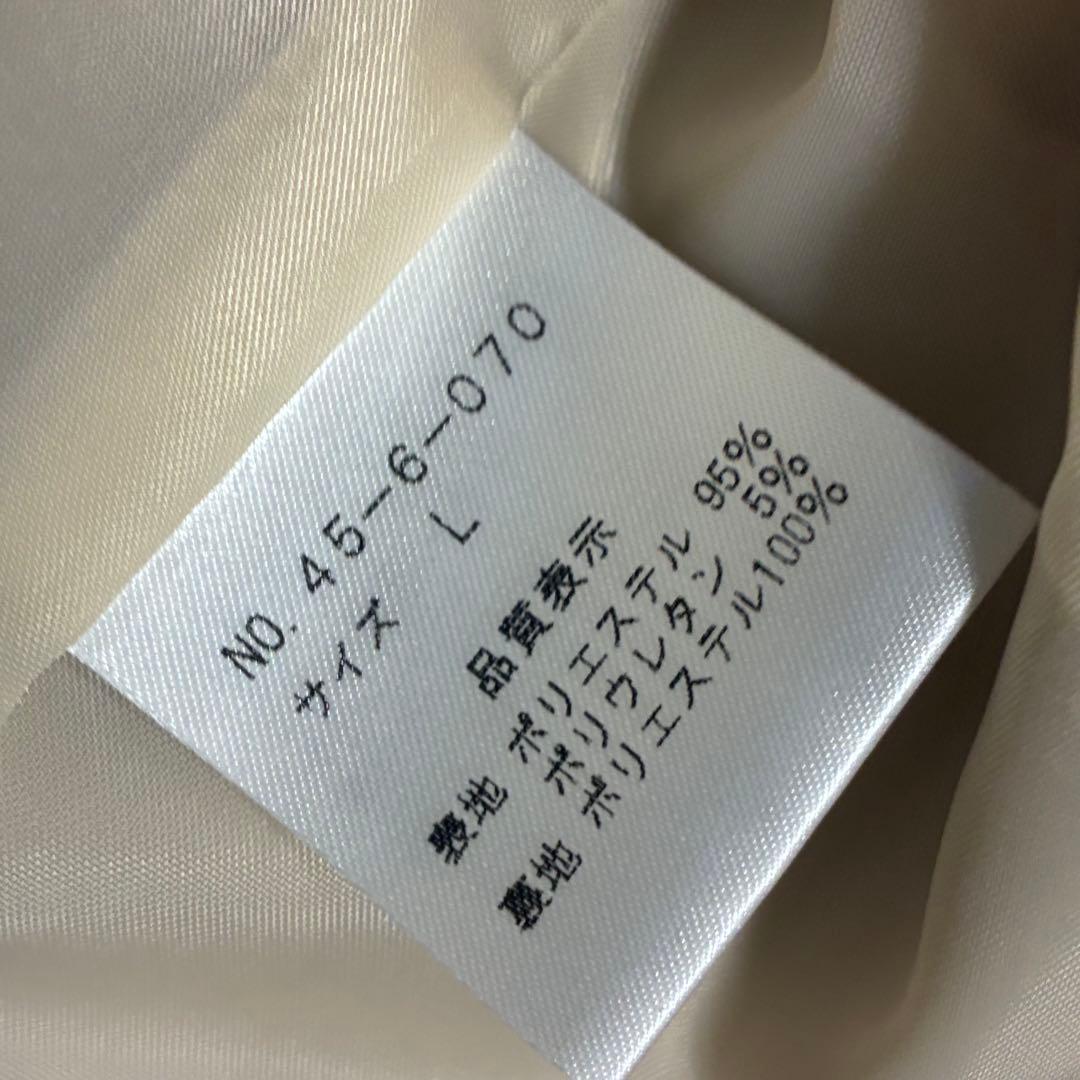 NO. 45-6-070
サイズ L
品質表示
表地 ポリエステル 95%
ポリウレタン 5%
裏地 ポリエステル100%